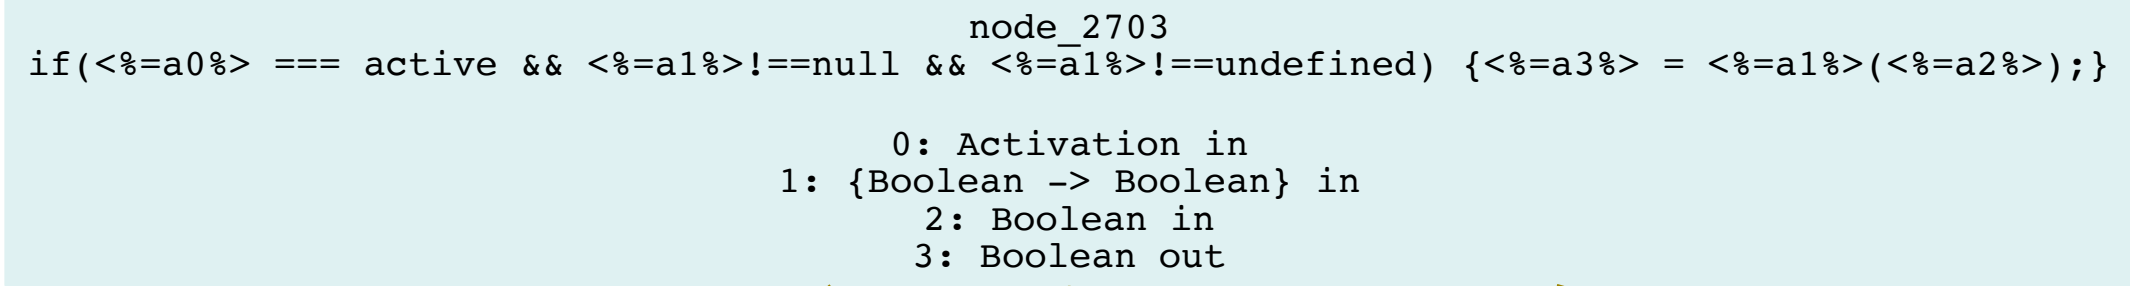 node_2703
if(<%=a0%> === active && <%=a1%>!==null && <%=a1%>!==undefined) {<%=a3%> = <%=a1%>(<%=a2%>);}
0: Activation in
1: {Boolean -> Boolean} in
2: Boolean in
3: Boolean out